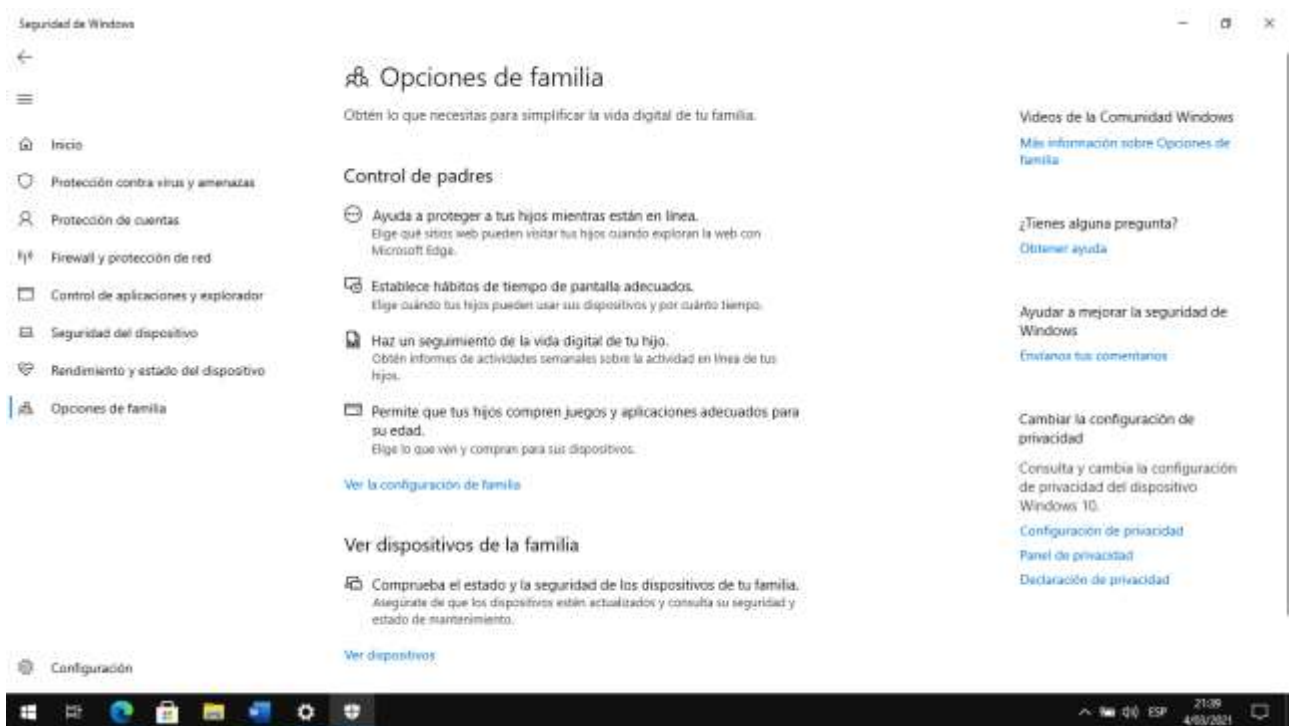 Seguridad de Windows
Opciones de familia
Obtén lo que necesitas para simplificar la vida digital de tu familia.
Inicio
Protección contra virus y amenazas
Protección de cuentas
Firewall y protección de red
Control de aplicaciones y explorador
Seguridad del dispositivo
Rendimiento y estado del dispositivo
Opciones de familia
Configuración
Control de padres
Ayuda a proteger a tus hijos mientras están en línea.
Elige qué sitios web pueden visitar tus hijos cuando exploran la web con
Microsoft Edge.
Establece hábitos de tiempo de pantalla adecuados.
Elige cuándo tus hijos pueden usar sus dispositivos y por cuánto tiempo.
Haz un seguimiento de la vida digital de tu hijo.
Obtén informes de actividades semanales sobre la actividad en línea de tus
hijos.
Permite que tus hijos compren juegos y aplicaciones adecuados para
su edad.
Elige lo que ven y compran para sus dispositivos.
Ver la configuración de familia
Ver dispositivos de la familia
Comprueba el estado y la seguridad de los dispositivos de tu familia.
Asegúrate de que los dispositivos estén actualizados y consulta su seguridad y
estado de mantenimiento.
Ver dispositivos
Videos de la Comunidad Windows
Más información sobre Opciones de
familia
¿Tienes alguna pregunta?
Obtener ayuda
Ayudar a mejorar la seguridad de
Windows
Envíanos tus comentarios
Cambiar la configuración de
privacidad
Consulta y cambia la configuración
de privacidad del dispositivo
Windows 10.
Configuración de privacidad
Panel de privacidad
Declaración de privacidad
ESP
21:39
4/03/2021